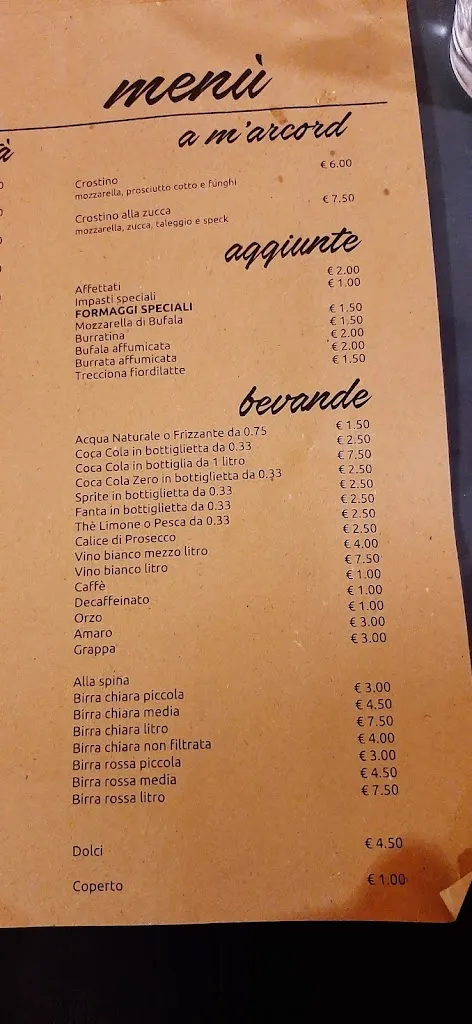 menù
à
a m'arcord
Crostino € 6.00
mozzarella, prosciutto cotto e funghi
Crostino alla zucca € 7.50
mozzarella, zucca, taleggio e speck
aggiunte
Affettati € 2.00
Impasti speciali € 1.00
FORMAGGI SPECIALI
Mozzarella di Bufala € 1.50
Burratina € 1.50
Bufala affumicata € 2.00
Burrata affumicata € 2.00
Trecciona fiordilatte € 1.50
bevande
Acqua Naturale o Frizzante da 0.75 € 1.50
Coca Cola in bottiglietta da 0.33 € 2.50
Coca Cola in bottiglia da 1 litro € 7.50
Coca Cola Zero in bottiglietta da 0.33 € 2.50
Sprite in bottiglietta da 0.33 € 2.50
Fanta in bottiglietta da 0.33 € 2.50
Thè Limone o Pesca da 0.33 € 2.50
Calice di Prosecco € 2.50
Vino bianco mezzo litro € 4.00
Vino bianco litro € 7.50
Caffè € 1.00
Decaffeinato € 1.00
Orzo € 1.00
Amaro € 3.00
Grappa € 3.00
Alla spina
Birra chiara piccola € 3.00
Birra chiara media € 4.50
Birra chiara litro € 7.50
Birra chiara non filtrata € 4.00
Birra rossa piccola € 3.00
Birra rossa media € 4.50
Birra rossa litro € 7.50
Dolci € 4.50
Coperto € 1.00